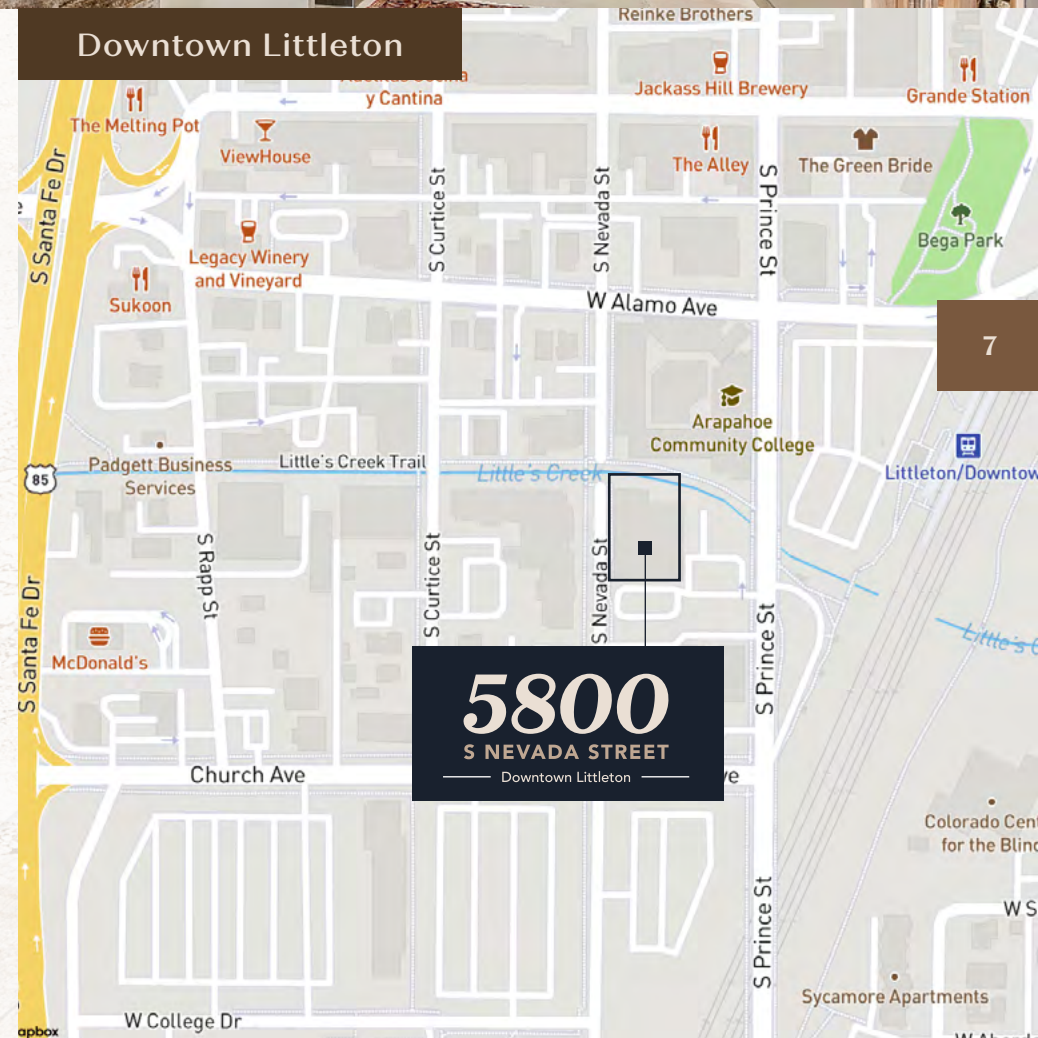 Downtown Littleton
Reinke Brothers
y Cantina
Jackass Hill Brewery
Grande Station
The Melting Pot
ViewHouse
The Alley
The Green Bride
S Santa Fe Dr
S Curtice St
S Nevada St
S Prince St
Bega Park
Legacy Winery
and Vineyard
Sukoon
W Alamo Ave
7
Arapahoe
Community College
Padgett Business
Services
Little's Creek Trail
Little's Creek
Littleton/Downtow
85
S Rapp St
S Curtice St
S Nevada St
S Santa Fe Dr
S Prince St
McDonald's
Little's C
5800
S NEVADA STREET
Downtown Littleton
Church Ave
ve
Colorado Cent
for the Blind
S Prince St
W S
Sycamore Apartments
W College Dr
apbox